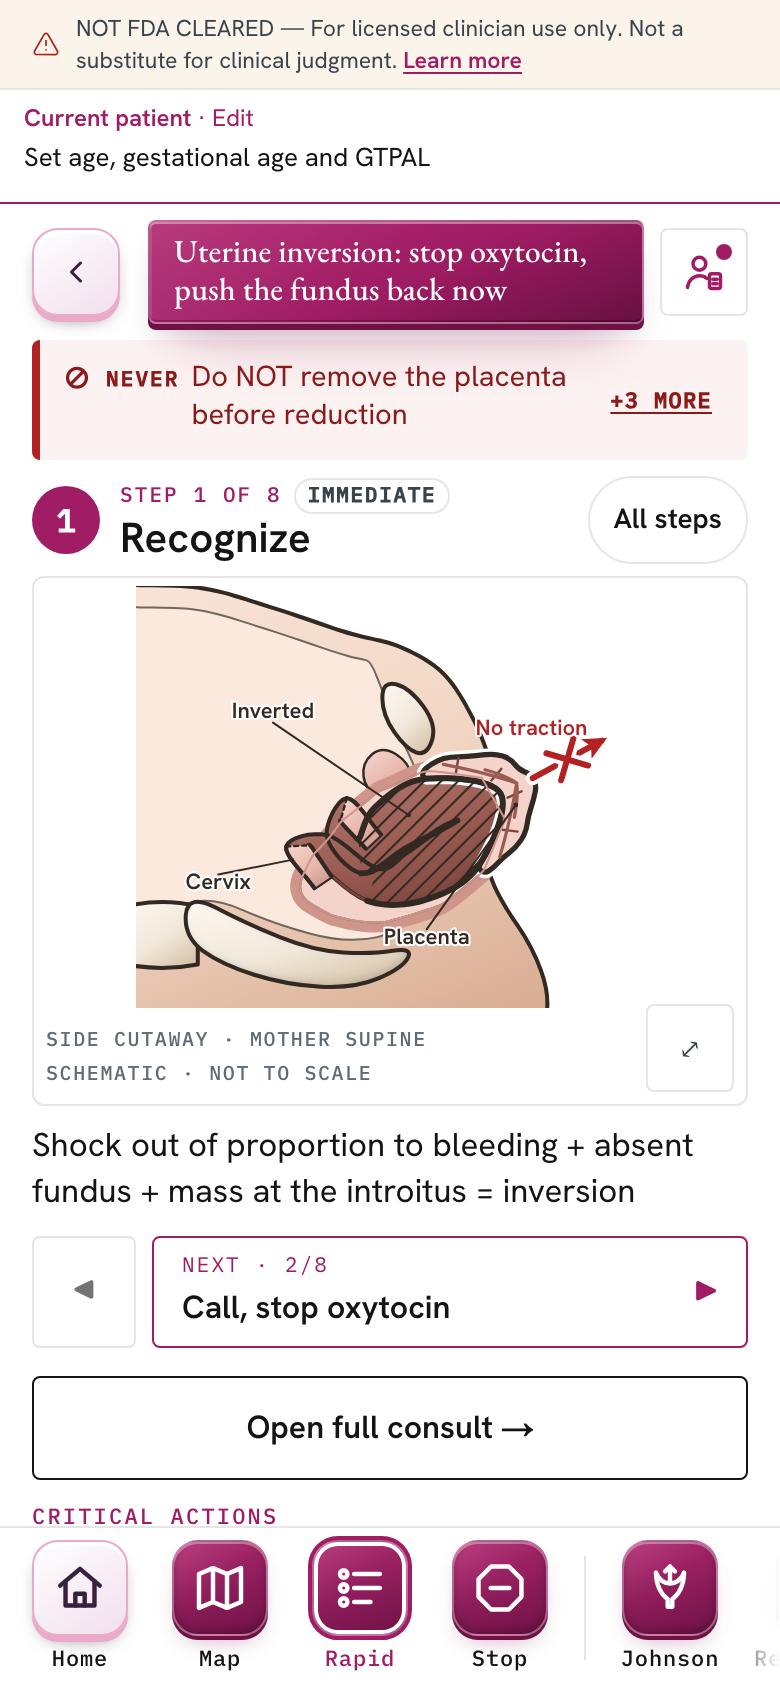 NOT FDA CLEARED — For licensed clinician use only. Not a
substitute for clinical judgment. Learn more
Current patient · Edit
Set age, gestational age and GTPAL
Uterine inversion: stop oxytocin,
push the fundus back now
NEVER Do NOT remove the placenta
before reduction
+3 MORE
1
STEP 1 OF 8 IMMEDIATE
Recognize
All steps
Inverted
No traction
Cervix
Placenta
SIDE CUTAWAY · MOTHER SUPINE
SCHEMATIC · NOT TO SCALE
Shock out of proportion to bleeding + absent
fundus + mass at the introitus = inversion
NEXT · 2/8
Call, stop oxytocin
Open full consult →
CRITICAL ACTIONS
Home Map Rapid Stop Johnson